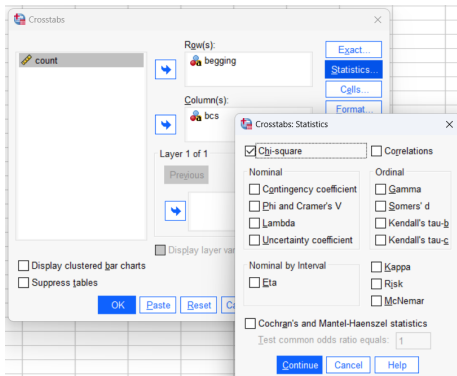 Crosstabs
Row(s):
count
begging
Exact...
Statistics...
Cells...
Column(s):
bcs
Format...
Layer 1 of 1
Previous
Display layer var
Display clustered bar charts
Suppress tables
OK
Paste
Reset
Crosstabs: Statistics
Chi-square
Correlations
Nominal
Ordinal
Contingency coefficient
Gamma
Phi and Cramer's V
Somers' d
Lambda
Kendall's tau-b
Uncertainty coefficient
Kendall's tau-c
Nominal by Interval
Kappa
Eta
Risk
McNemar
Cochran's and Mantel-Haenszel statistics
Test common odds ratio equals: 1
Continue
Cancel
Help